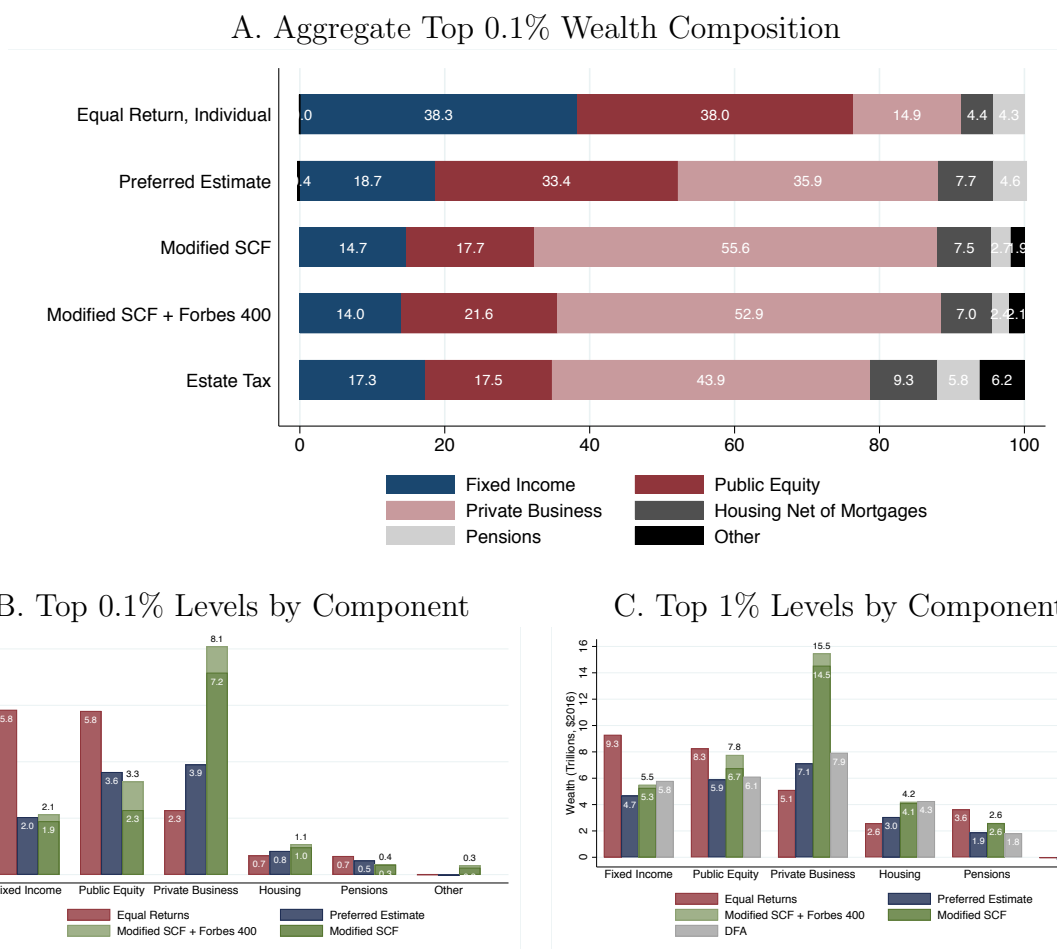 A. Aggregate Top 0.1% Wealth Composition
Equal Return, Individual .0 38.3 38.0 14.9 4.4 4.3
Preferred Estimate .4 18.7 33.4 35.9 7.7 4.6
Modified SCF 14.7 17.7 55.6 7.5 2.7 1.9
Modified SCF + Forbes 400 14.0 21.6 52.9 7.0 2.4 2.1
Estate Tax 17.3 17.5 43.9 9.3 5.8 6.2
0 20 40 60 80 100
Fixed Income Public Equity
Private Business Housing Net of Mortgages
Pensions Other
B. Top 0.1% Levels by Component
5.8 2.0 2.1 1.9
5.8 3.6 3.3 2.3
2.3 3.9 8.1 7.2
0.7 0.8 1.1 1.0
0.7 0.5 0.4 0.3
0.3
ixed Income Public Equity Private Business Housing Pensions Other
Equal Returns Preferred Estimate
Modified SCF + Forbes 400 Modified SCF
C. Top 1% Levels by Component
Wealth (Trillions, $2016)
0 2 4 6 8 10 12 14 16
9.3 4.7 5.5 5.3 5.8
8.3 5.9 7.8 6.7 6.1
5.1 7.1 15.5 14.5 7.9
2.6 3.0 4.2 4.1 4.3
3.6 1.9 2.6 2.6 1.8
Fixed Income Public Equity Private Business Housing Pensions
Equal Returns Preferred Estimate
Modified SCF + Forbes 400 Modified SCF
DFA